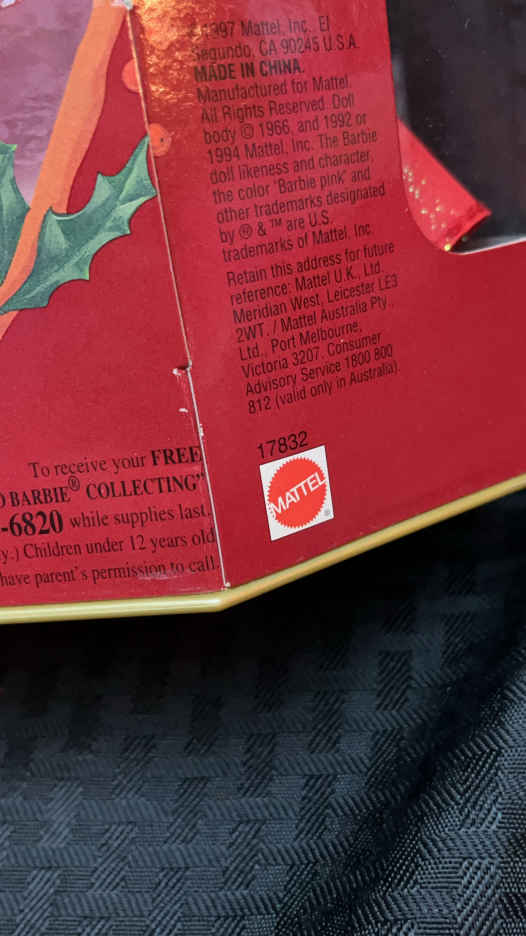 ©1997 Mattel, Inc., El
Segundo, CA 90245 U.S.A.
MADE IN CHINA.
Manufactured for Mattel.
All Rights Reserved. Doll
body © 1966, and 1992 or
1994 Mattel, Inc. The Barbie
doll likeness and character,
the color 'Barbie pink' and
other trademarks designated
by ® & ™ are U.S.
trademarks of Mattel, Inc.
Retain this address for future
reference: Mattel U.K., Ltd.
Meridian West, Leicester LE3
2WT. / Mattel Australia Pty.,
Ltd., Port Melbourne,
Victoria 3207. Consumer
Advisory Service 1800 800
812 (valid only in Australia).
17832
MATTEL
®
To receive your FREE
BARBIE® COLLECTING"
-6820 while supplies last.
y.) Children under 12 years old
have parent's permission to call.